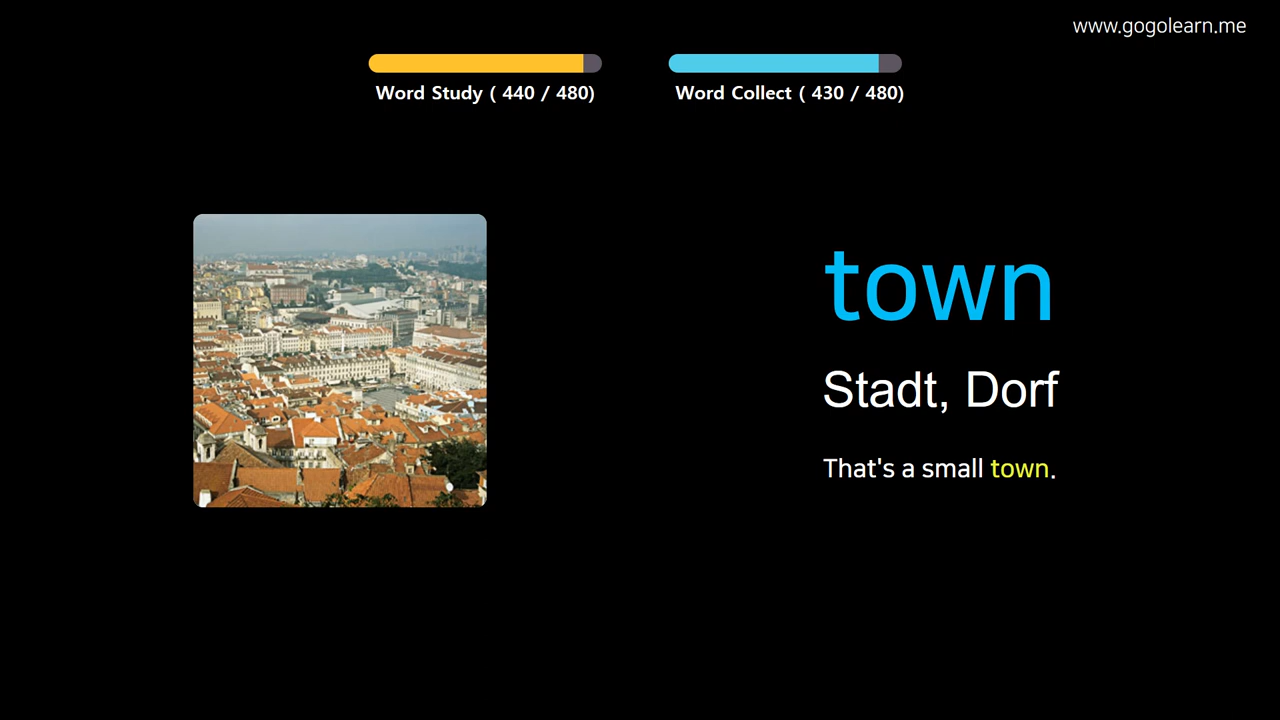 www.gogolearn.me
Word Study ( 440 / 480)
Word Collect ( 430 / 480)
town
Stadt, Dorf
That's a small town.